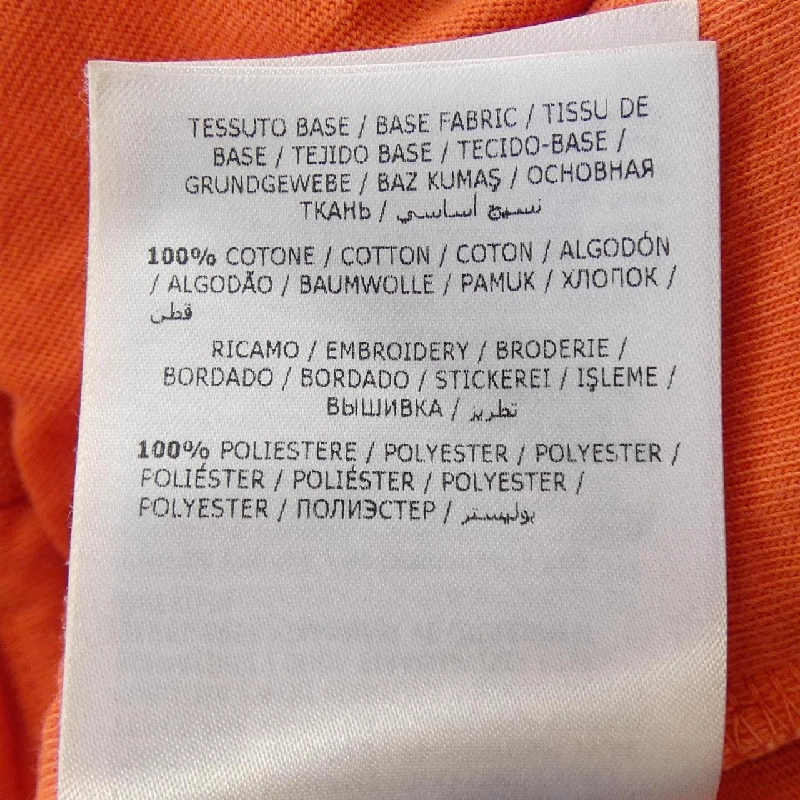 TESSUTO BASE / BASE FABRIC / TISSU DE
BASE / TEJIDO BASE / TECIDO-BASE /
GRUNDGEWEBE / BAZ KUMAŞ / ОСНОВНАЯ
ТКАНЬ / نسيج أساسي
100% COTONE / COTTON / COTON / ALGODÓN
/ ALGODÃO / BAUMWOLLE / PAMUK / ХЛОПОК /
قطن
RICAMO / EMBROIDERY / BRODERIE /
BORDADO / BORDADO / STICKEREI / IŞLEME /
ВЫШИВКА / تطريز
100% POLIESTERE / POLYESTER / POLYESTER /
POLIÉSTER / POLIÉSTER / POLYESTER /
POLYESTER / ПОЛИЭСТЕР / بوليستر